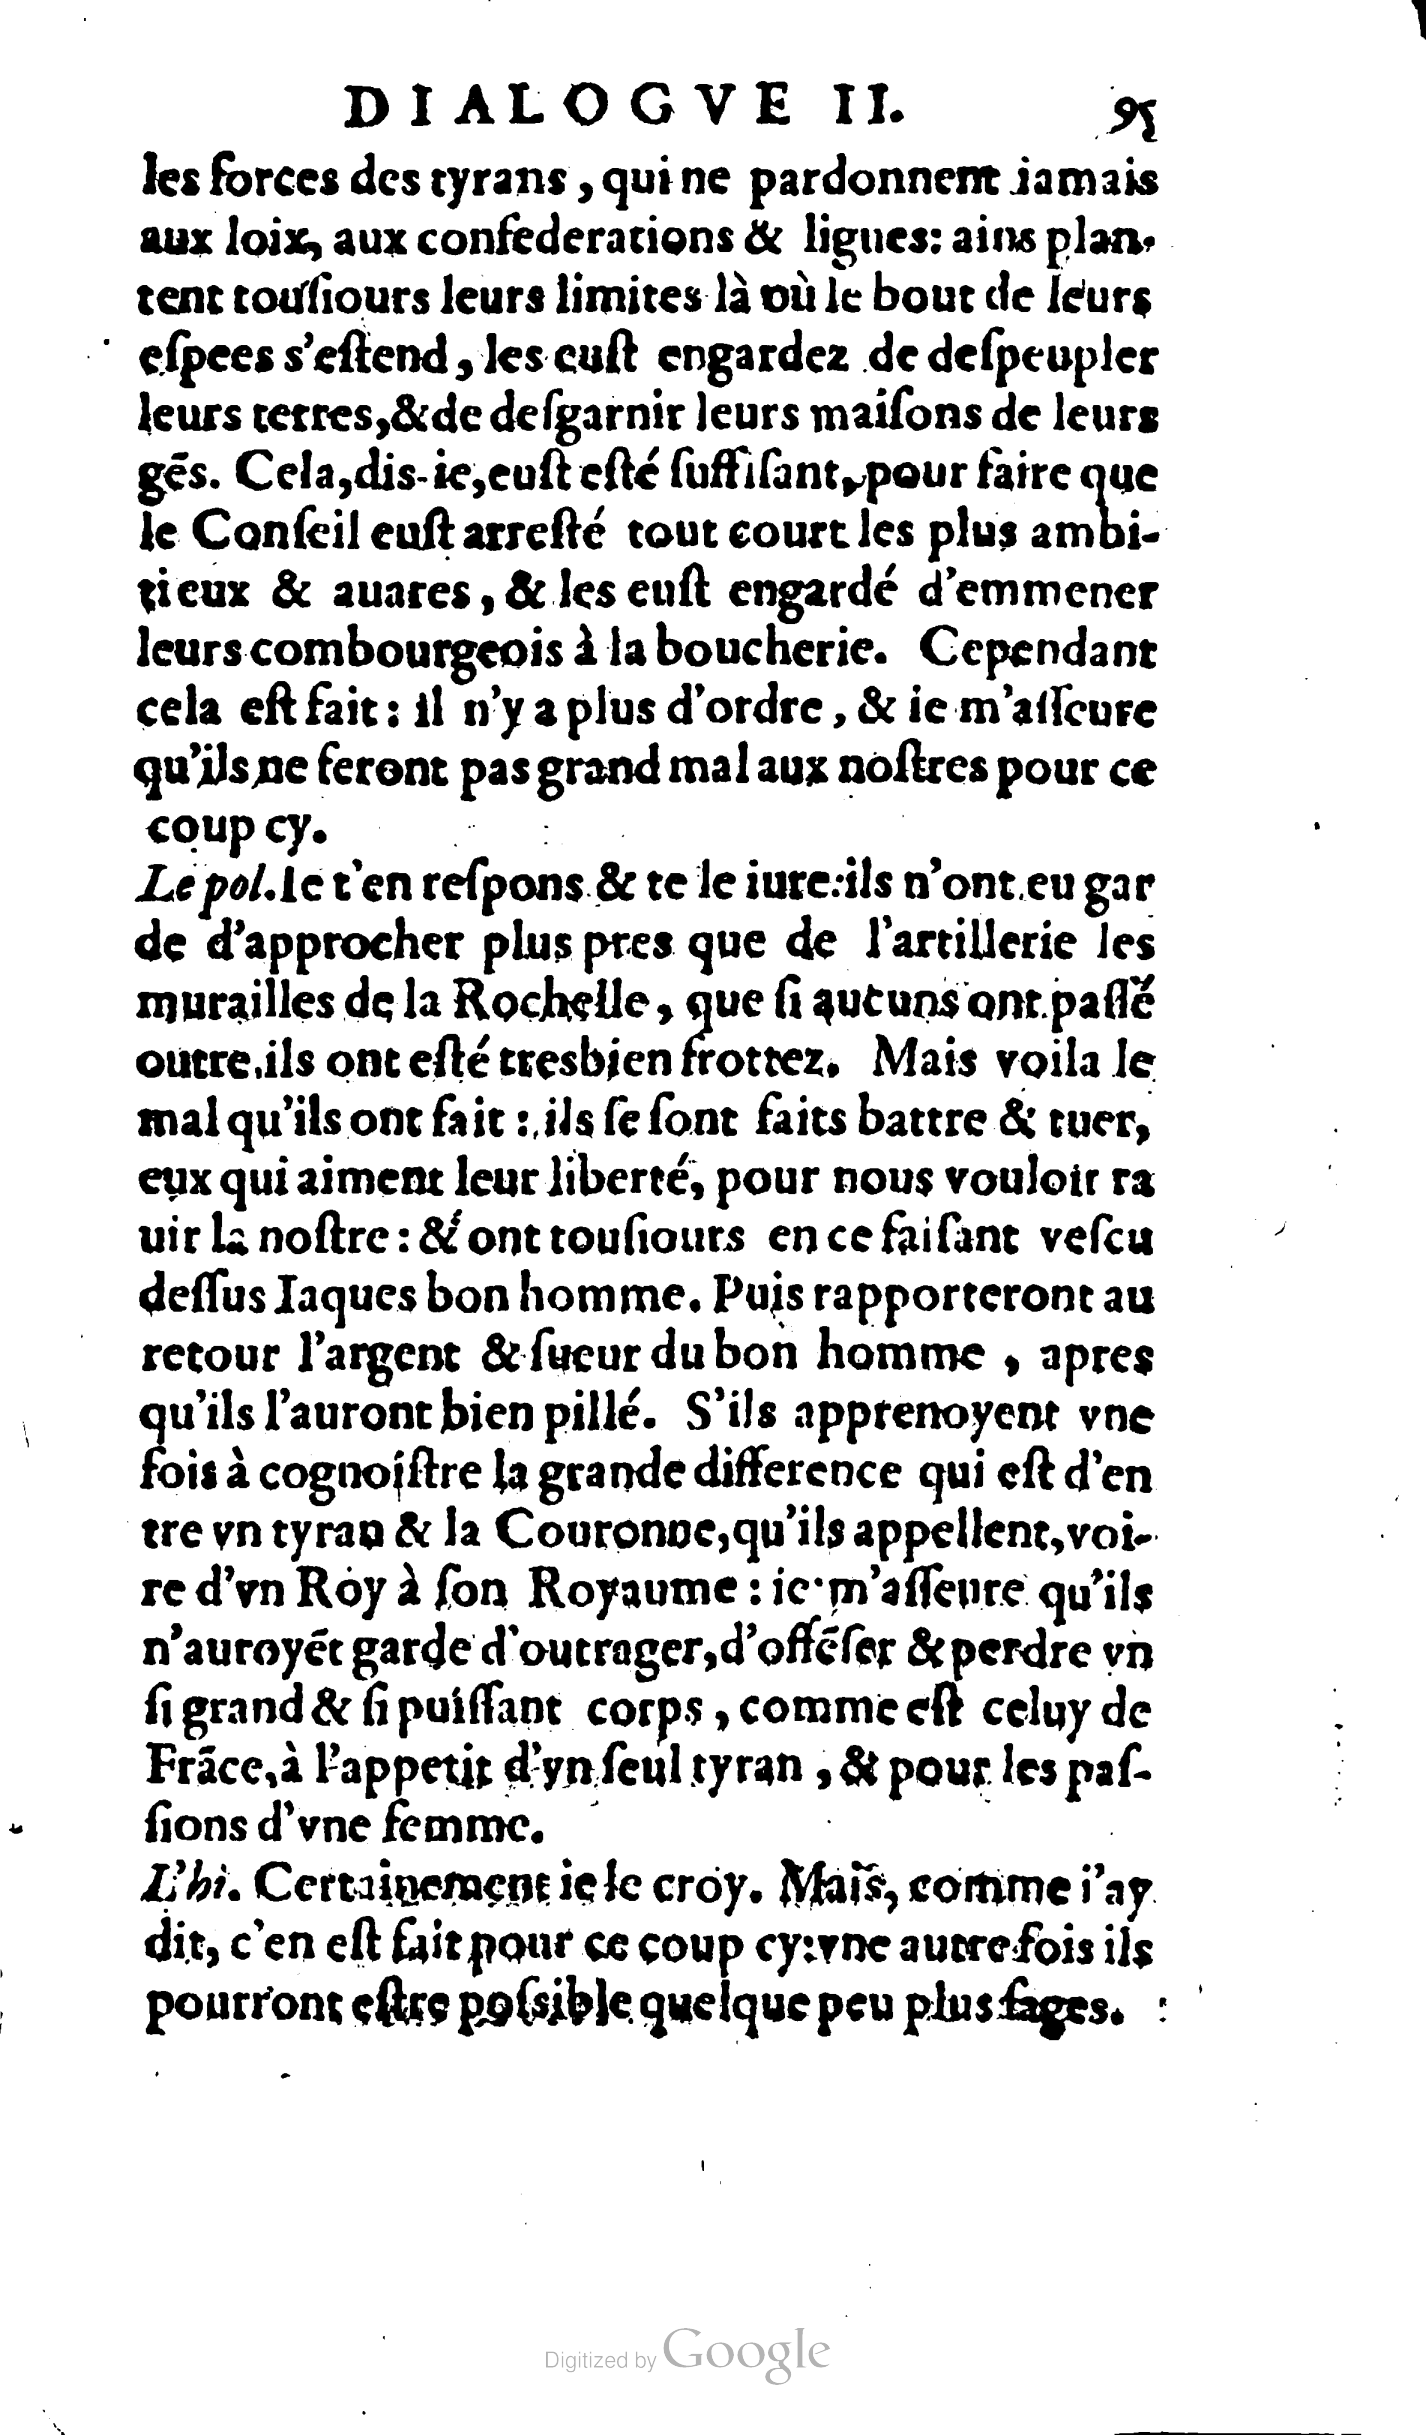 DIALOGVE II. 95
les forces des tyrans, qui ne pardonnent iamais
aux loix, aux confederations & ligues: ains plan-
tent touſiours leurs limites là où le bout de leurs
eſpees s'eſtend, les euſt engardez de deſpeupler
leurs terres, & de deſgarnir leurs maiſons de leurs
gēs. Cela, dis-ie, euſt eſté ſuffiſant, pour faire que
le Conſeil euſt arreſté tout court les plus ambi-
tieux & auares, & les euſt engardé d'emmener
leurs combourgeois à la boucherie. Cependant
cela eſt fait: il n'y a plus d'ordre, & ie m'aſſeure
qu'ils ne feront pas grand mal aux noſtres pour ce
coup cy.
Le pol. Ie t'en reſpons & te le iure: ils n'ont eu gar
de d'approcher plus pres que de l'artillerie les
murailles de la Rochelle, que ſi aucuns ont paſſé
outre, ils ont eſté tresbien frottez. Mais voila le
mal qu'ils ont fait: ils ſe ſont faits battre & tuer,
eux qui aiment leur liberté, pour nous vouloir ra
uir la noſtre: & ont touſiours en ce faiſant veſcu
deſſus Iaques bon homme. Puis rapporteront au
retour l'argent & ſueur du bon homme, apres
qu'ils l'auront bien pillé. S'ils apprenoyent vne
fois à cognoiſtre la grande difference qui eſt d'en
tre vn tyran & la Couronne, qu'ils appellent, voi-
re d'vn Roy à ſon Royaume: ie m'aſſeure qu'ils
n'auroyēt garde d'outrager, d'offēſer & perdre vn
ſi grand & ſi puiſſant corps, comme eſt celuy de
Frāce, à l'appetit d'vn ſeul tyran, & pour les paſ-
ſions d'vne femme.
L'hi. Certainement ie le croy. Mais, comme i'ay
dit, c'en eſt fait pour ce coup cy: vne autre fois ils
pourront eſtre poſsible quelque peu plus ſages.
Digitized by Google